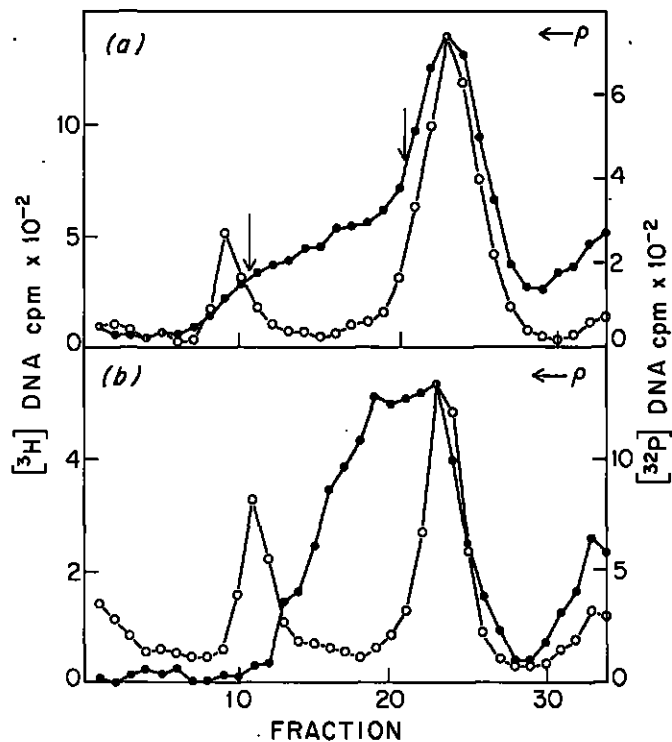 (a)
←ρ
10
5
0
6
4
2
0
[³H] DNA cpm x 10⁻²
[³²P] DNA cpm x 10⁻²
(b)
←ρ
4
2
0
10
5
0
10
20
30
FRACTION